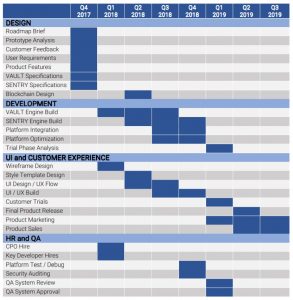 Q4 Q1 Q2 Q3 Q4 Q1 Q2 Q3
2017 2018 2018 2018 2018 2019 2019 2019
DESIGN
Roadmap Brief
Prototype Analysis
Customer Feedback
User Requirements
Product Features
VAULT Specifications
SENTRY Specifications
Blockchain Design
DEVELOPMENT
VAULT Engine Build
SENTRY Engine Build
Platform Integration
Platform Optimization
Trial Phase Analysis
UI and CUSTOMER EXPERIENCE
Wireframe Design
Style Template Design
UI Design / UX Flow
UI / UX Build
Customer Trials
Final Product Release
Product Marketing
Product Sales
HR and QA
CPO Hire
Key Developer Hires
Platform Test / Debug
Security Auditing
QA System Review
QA System Approval